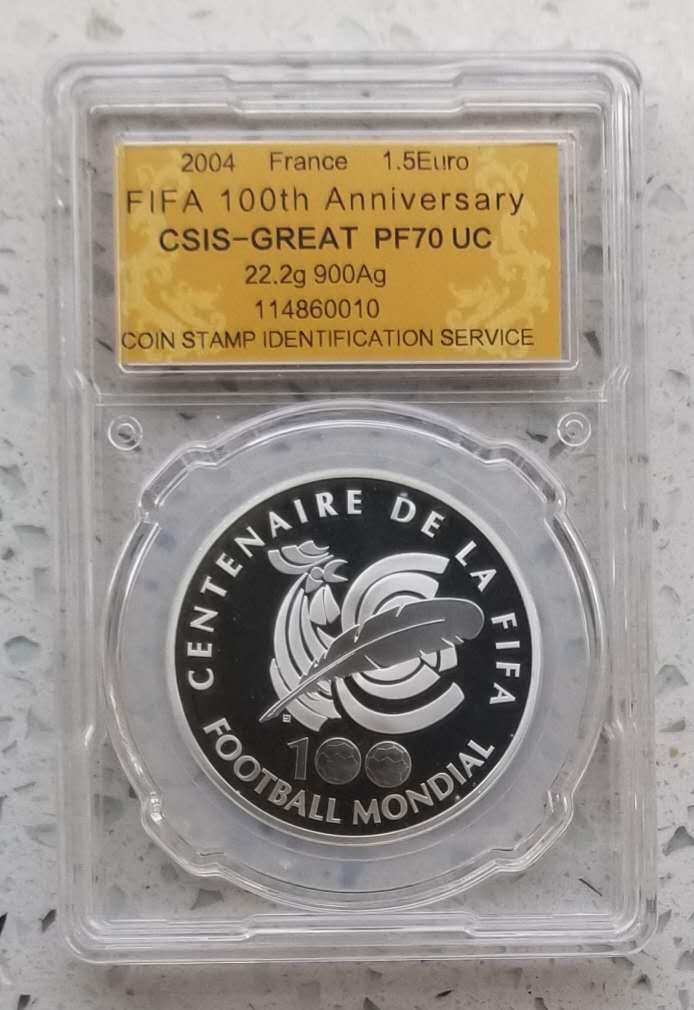 2004 France 1.5Euro
FIFA 100th Anniversary
CSIS-GREAT PF70 UC
22.2g 900Ag
114860010
COIN STAMP IDENTIFICATION SERVICE
CENTENAIRE DE LA FIFA
100
FOOTBALL MONDIAL